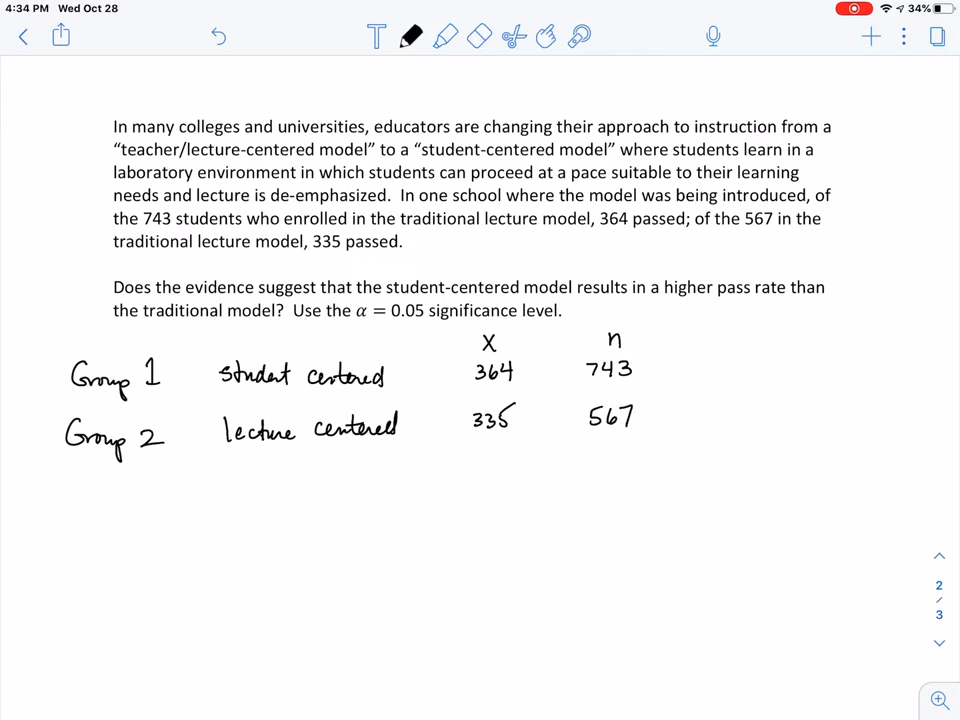 4:34 PM Wed Oct 28
34%
T
In many colleges and universities, educators are changing their approach to instruction from a
“teacher/lecture-centered model” to a “student-centered model” where students learn in a
laboratory environment in which students can proceed at a pace suitable to their learning
needs and lecture is de-emphasized. In one school where the model was being introduced, of
the 743 students who enrolled in the traditional lecture model, 364 passed; of the 567 in the
traditional lecture model, 335 passed.
Does the evidence suggest that the student-centered model results in a higher pass rate than
the traditional model? Use the α = 0.05 significance level.
X n
Group 1 student centered 364 743
Group 2 lecture centered 335 567
2
/
3